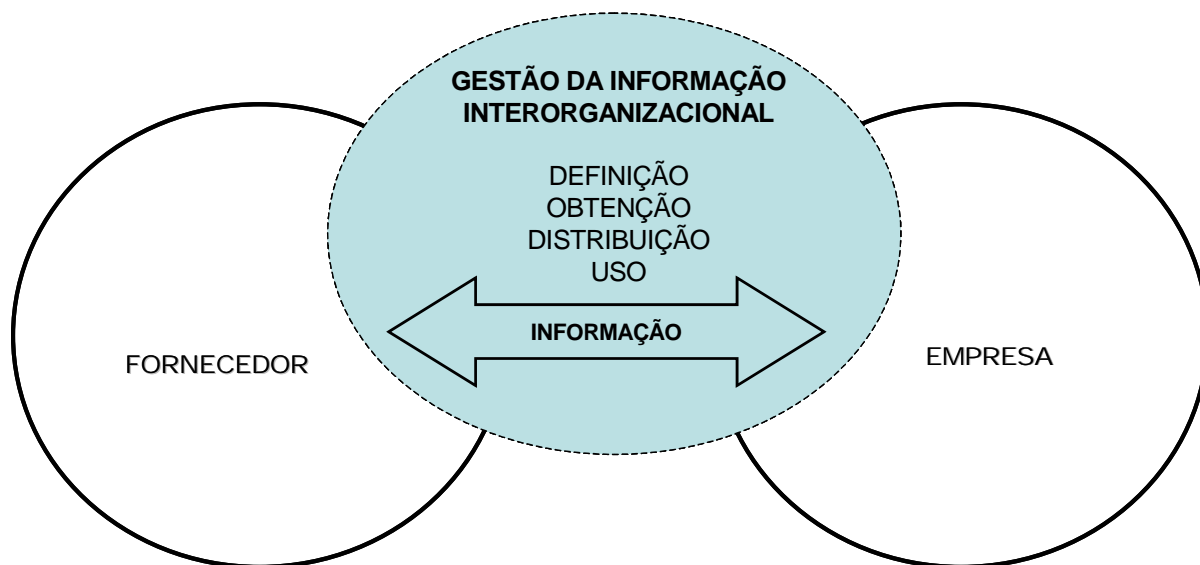 GESTÃO DA INFORMAÇÃO
INTERORGANIZACIONAL
DEFINIÇÃO
OBTENÇÃO
DISTRIBUIÇÃO
USO
INFORMAÇÃO
FORNECEDOR
EMPRESA